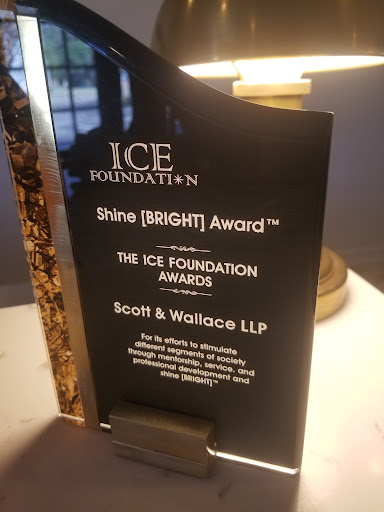 ICE
FOUNDATI*N
Shine [BRIGHT] Award™
THE ICE FOUNDATION
AWARDS
Scott & Wallace LLP
For its efforts to stimulate
different segments of society
through mentorship, service, and
professional development and
shine [BRIGHT]™